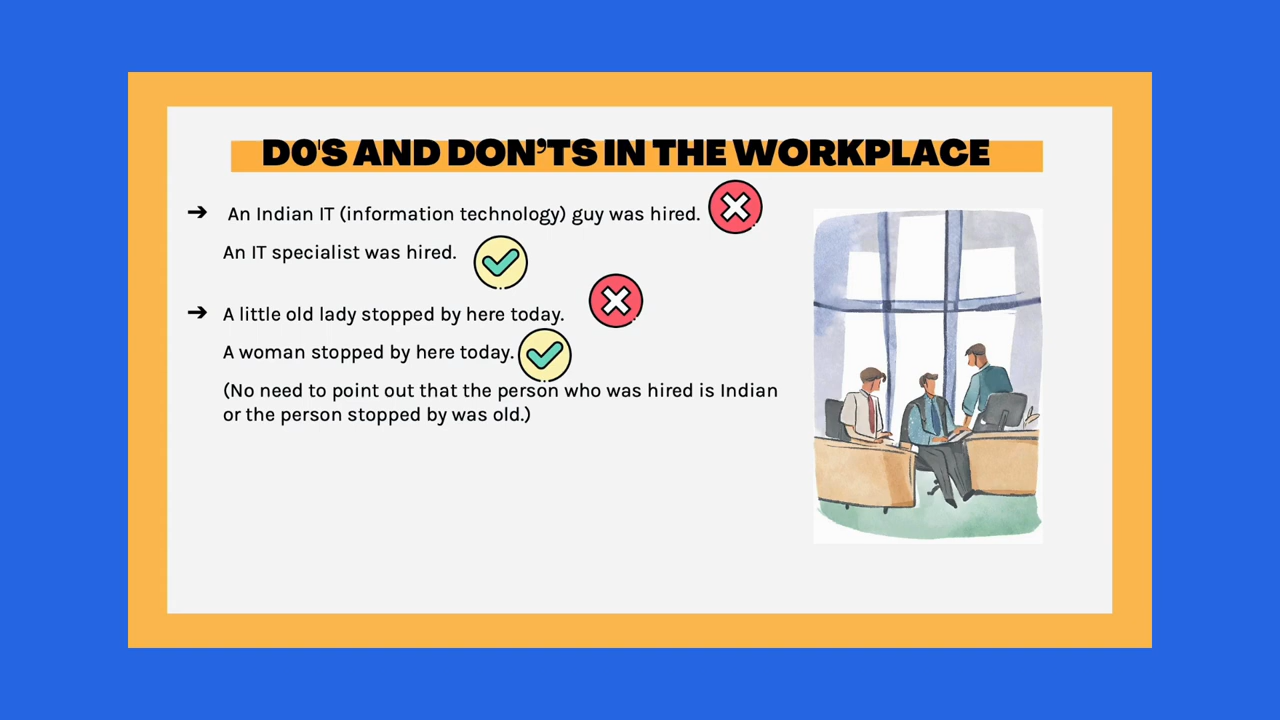 D0'S AND DON'TS IN THE WORKPLACE
➔ An Indian IT (information technology) guy was hired.
An IT specialist was hired.
➔ A little old lady stopped by here today.
A woman stopped by here today.
(No need to point out that the person who was hired is Indian
or the person stopped by was old.)